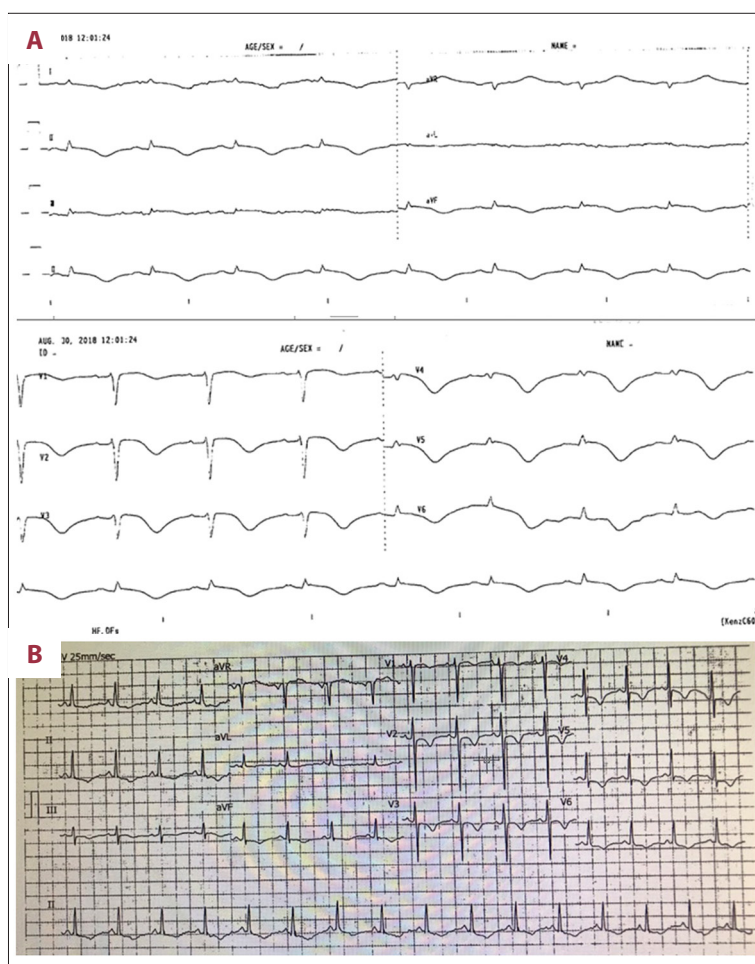 A
018 12:01:24
AGE/SEX = /
NAME =
I
aVR
II
a-L
aVF
II
AUG. 30, 2018 12:01:24
ID -
AGE/SEX = /
NAME -
V1
V4
V2
V5
V3
V6
HF.OFs
(KenzC60
B
V 25mm/sec
aVR
V1
V4
II
aVL
V2
V5
III
aVF
V3
V6
II